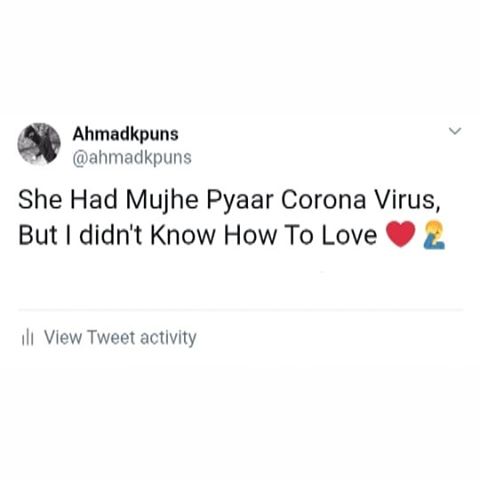 Ahmadkpuns
@ahmadkpuns
She Had Mujhe Pyaar Corona Virus,
But I didn't Know How To Love ❤️ 🤦‍♂️
View Tweet activity